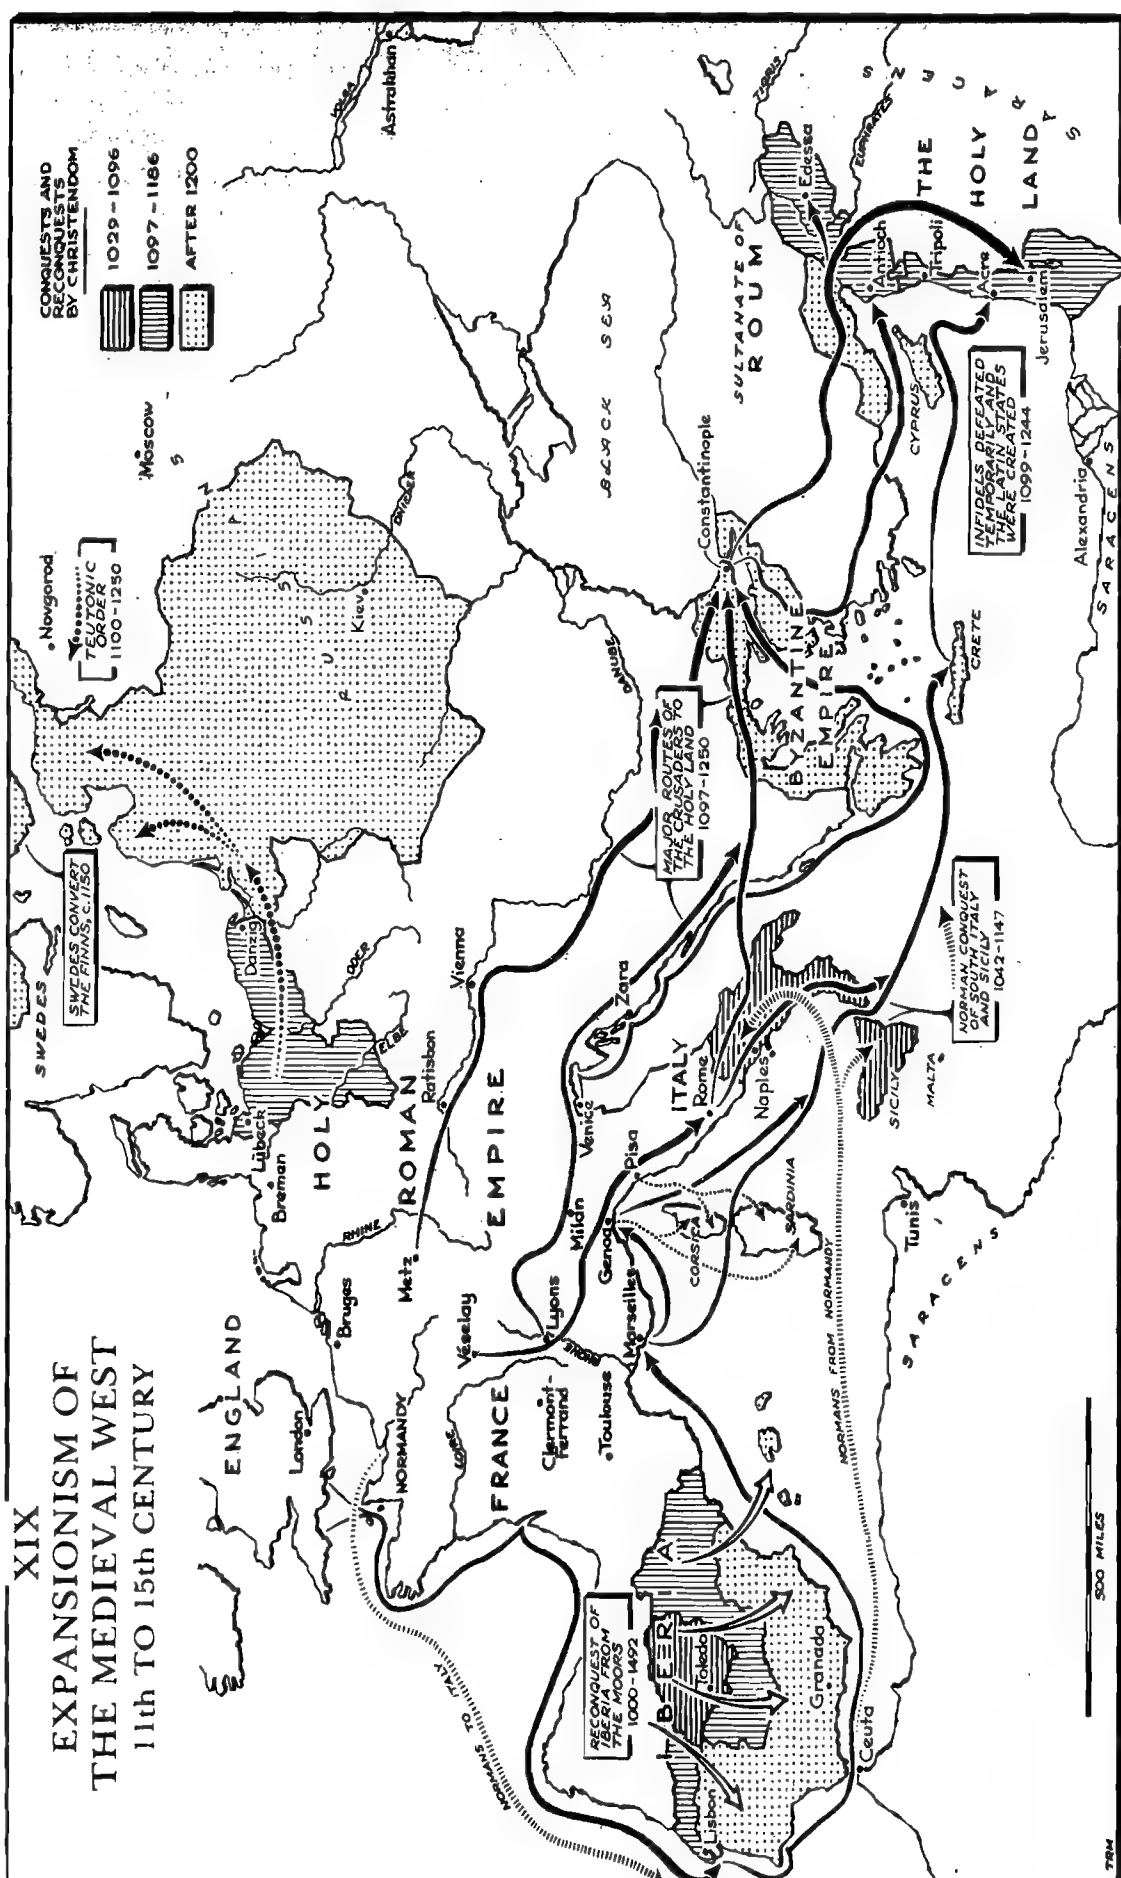 XIX
EXPANSIONISM OF
THE MEDIEVAL WEST
11th TO 15th CENTURY
CONQUESTS AND
RECONQUESTS
BY CHRISTENDOM
1029-1096
1097-1186
AFTER 1200
TEUTONIC
ORDER
1100-1250
SWEDES CONVERT
THE FINNS, C.1150
MAJOR ROUTES OF
THE CRUSADERS TO
THE HOLY LAND
1097-1250
RECONQUEST OF
IBERIA FROM
THE MOORS
1000-1492
NORMAN CONQUEST
OF SOUTH ITALY
AND SICILY
1042-1147
INFIDELS DEFEATED
TEMPORARILY AND
THE LATIN STATES
WERE CREATED
1099-1244
SWEDES
Novgorod
Moscow
Astrakhan
VOLGA
RUSSIANS
Kiev
DNIEPER
ENGLAND
London
Bruges
Bremen
Lübeck
Danzig
ODER
ELBE
RHINE
HOLY
ROMAN
EMPIRE
Metz
Ratisbon
Vienna
DANUBE
BLACK SEA
NORMANDY
LOIRE
FRANCE
Véselay
Lyons
Clermont-
Ferrand
Toulouse
RHONE
Marseilles
Milan
Genoa
Venice
Pisa
Zara
ITALY
Rome
Naples
CORSICA
SARDINIA
SICILY
MALTA
NORMANS TO ITALY
NORMANS FROM NORMANDY
IBERIA
Lisbon
Toledo
Granada
Ceuta
Tunis
SARACENS
BYZANTINE
EMPIRE
Constantinople
CRETE
CYPRUS
SULTANATE OF
ROUM
TIGRIS
EUPHRATES
Edessa
Antioch
Tripoli
Acre
Jerusalem
THE
HOLY
LAND
SARACENS
Alexandria
SARACENS
500 MILES
TRM